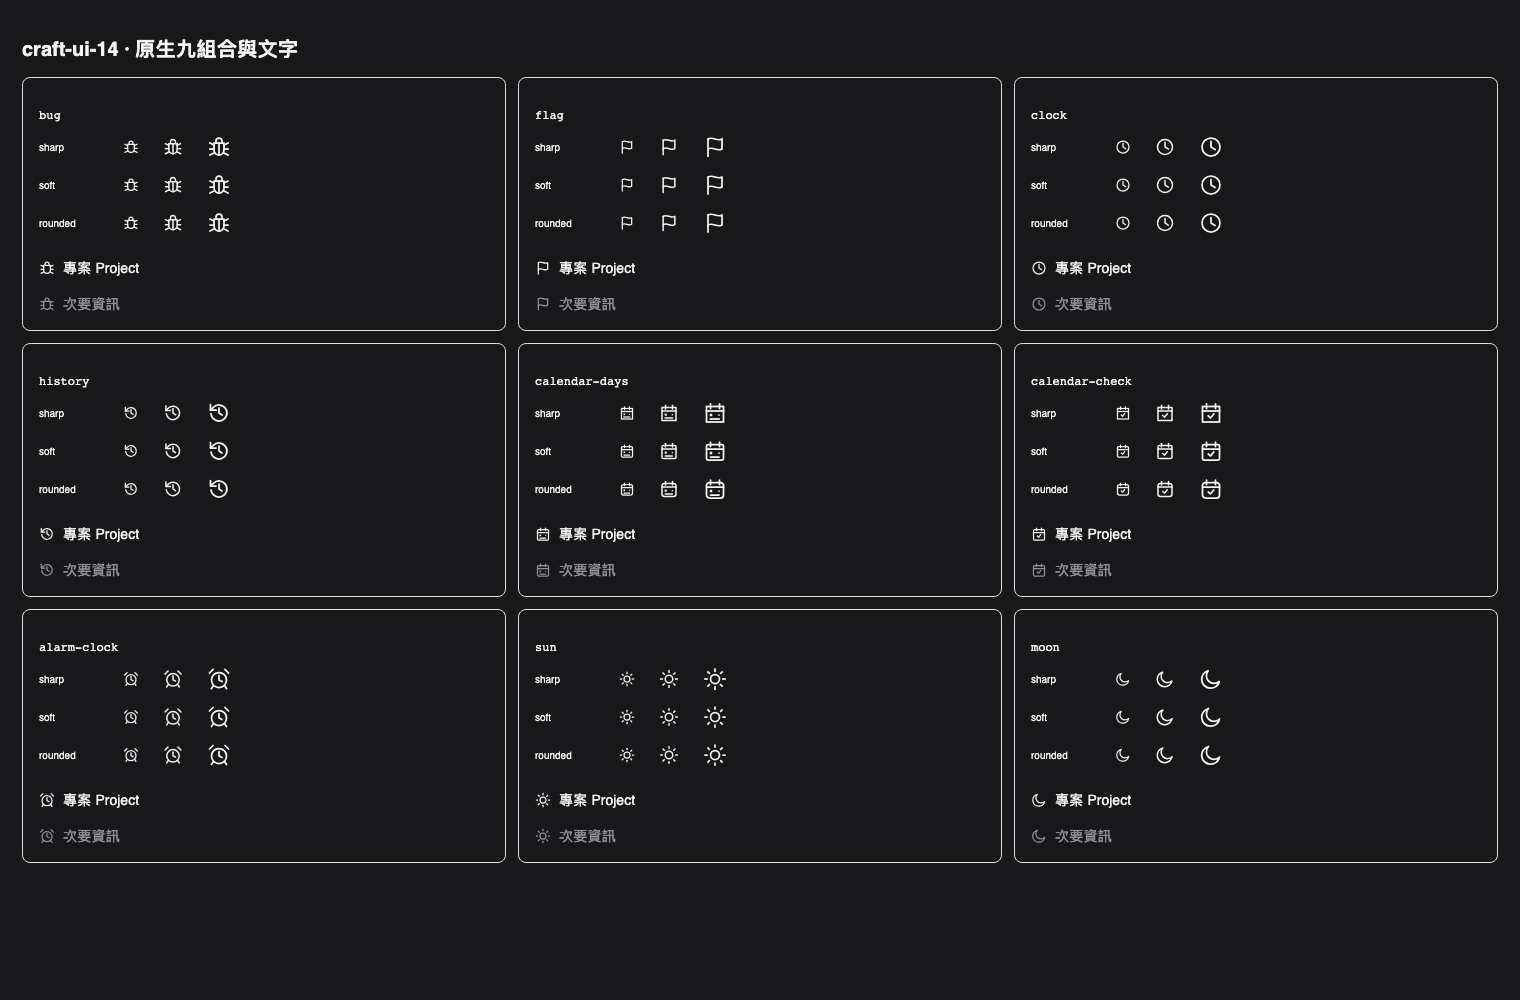 craft-ui-14 · 原生九組合與文字
bug
sharp
soft
rounded
專案 Project
次要資訊
flag
sharp
soft
rounded
專案 Project
次要資訊
clock
sharp
soft
rounded
專案 Project
次要資訊
history
sharp
soft
rounded
專案 Project
次要資訊
calendar-days
sharp
soft
rounded
專案 Project
次要資訊
calendar-check
sharp
soft
rounded
專案 Project
次要資訊
alarm-clock
sharp
soft
rounded
專案 Project
次要資訊
sun
sharp
soft
rounded
專案 Project
次要資訊
moon
sharp
soft
rounded
專案 Project
次要資訊